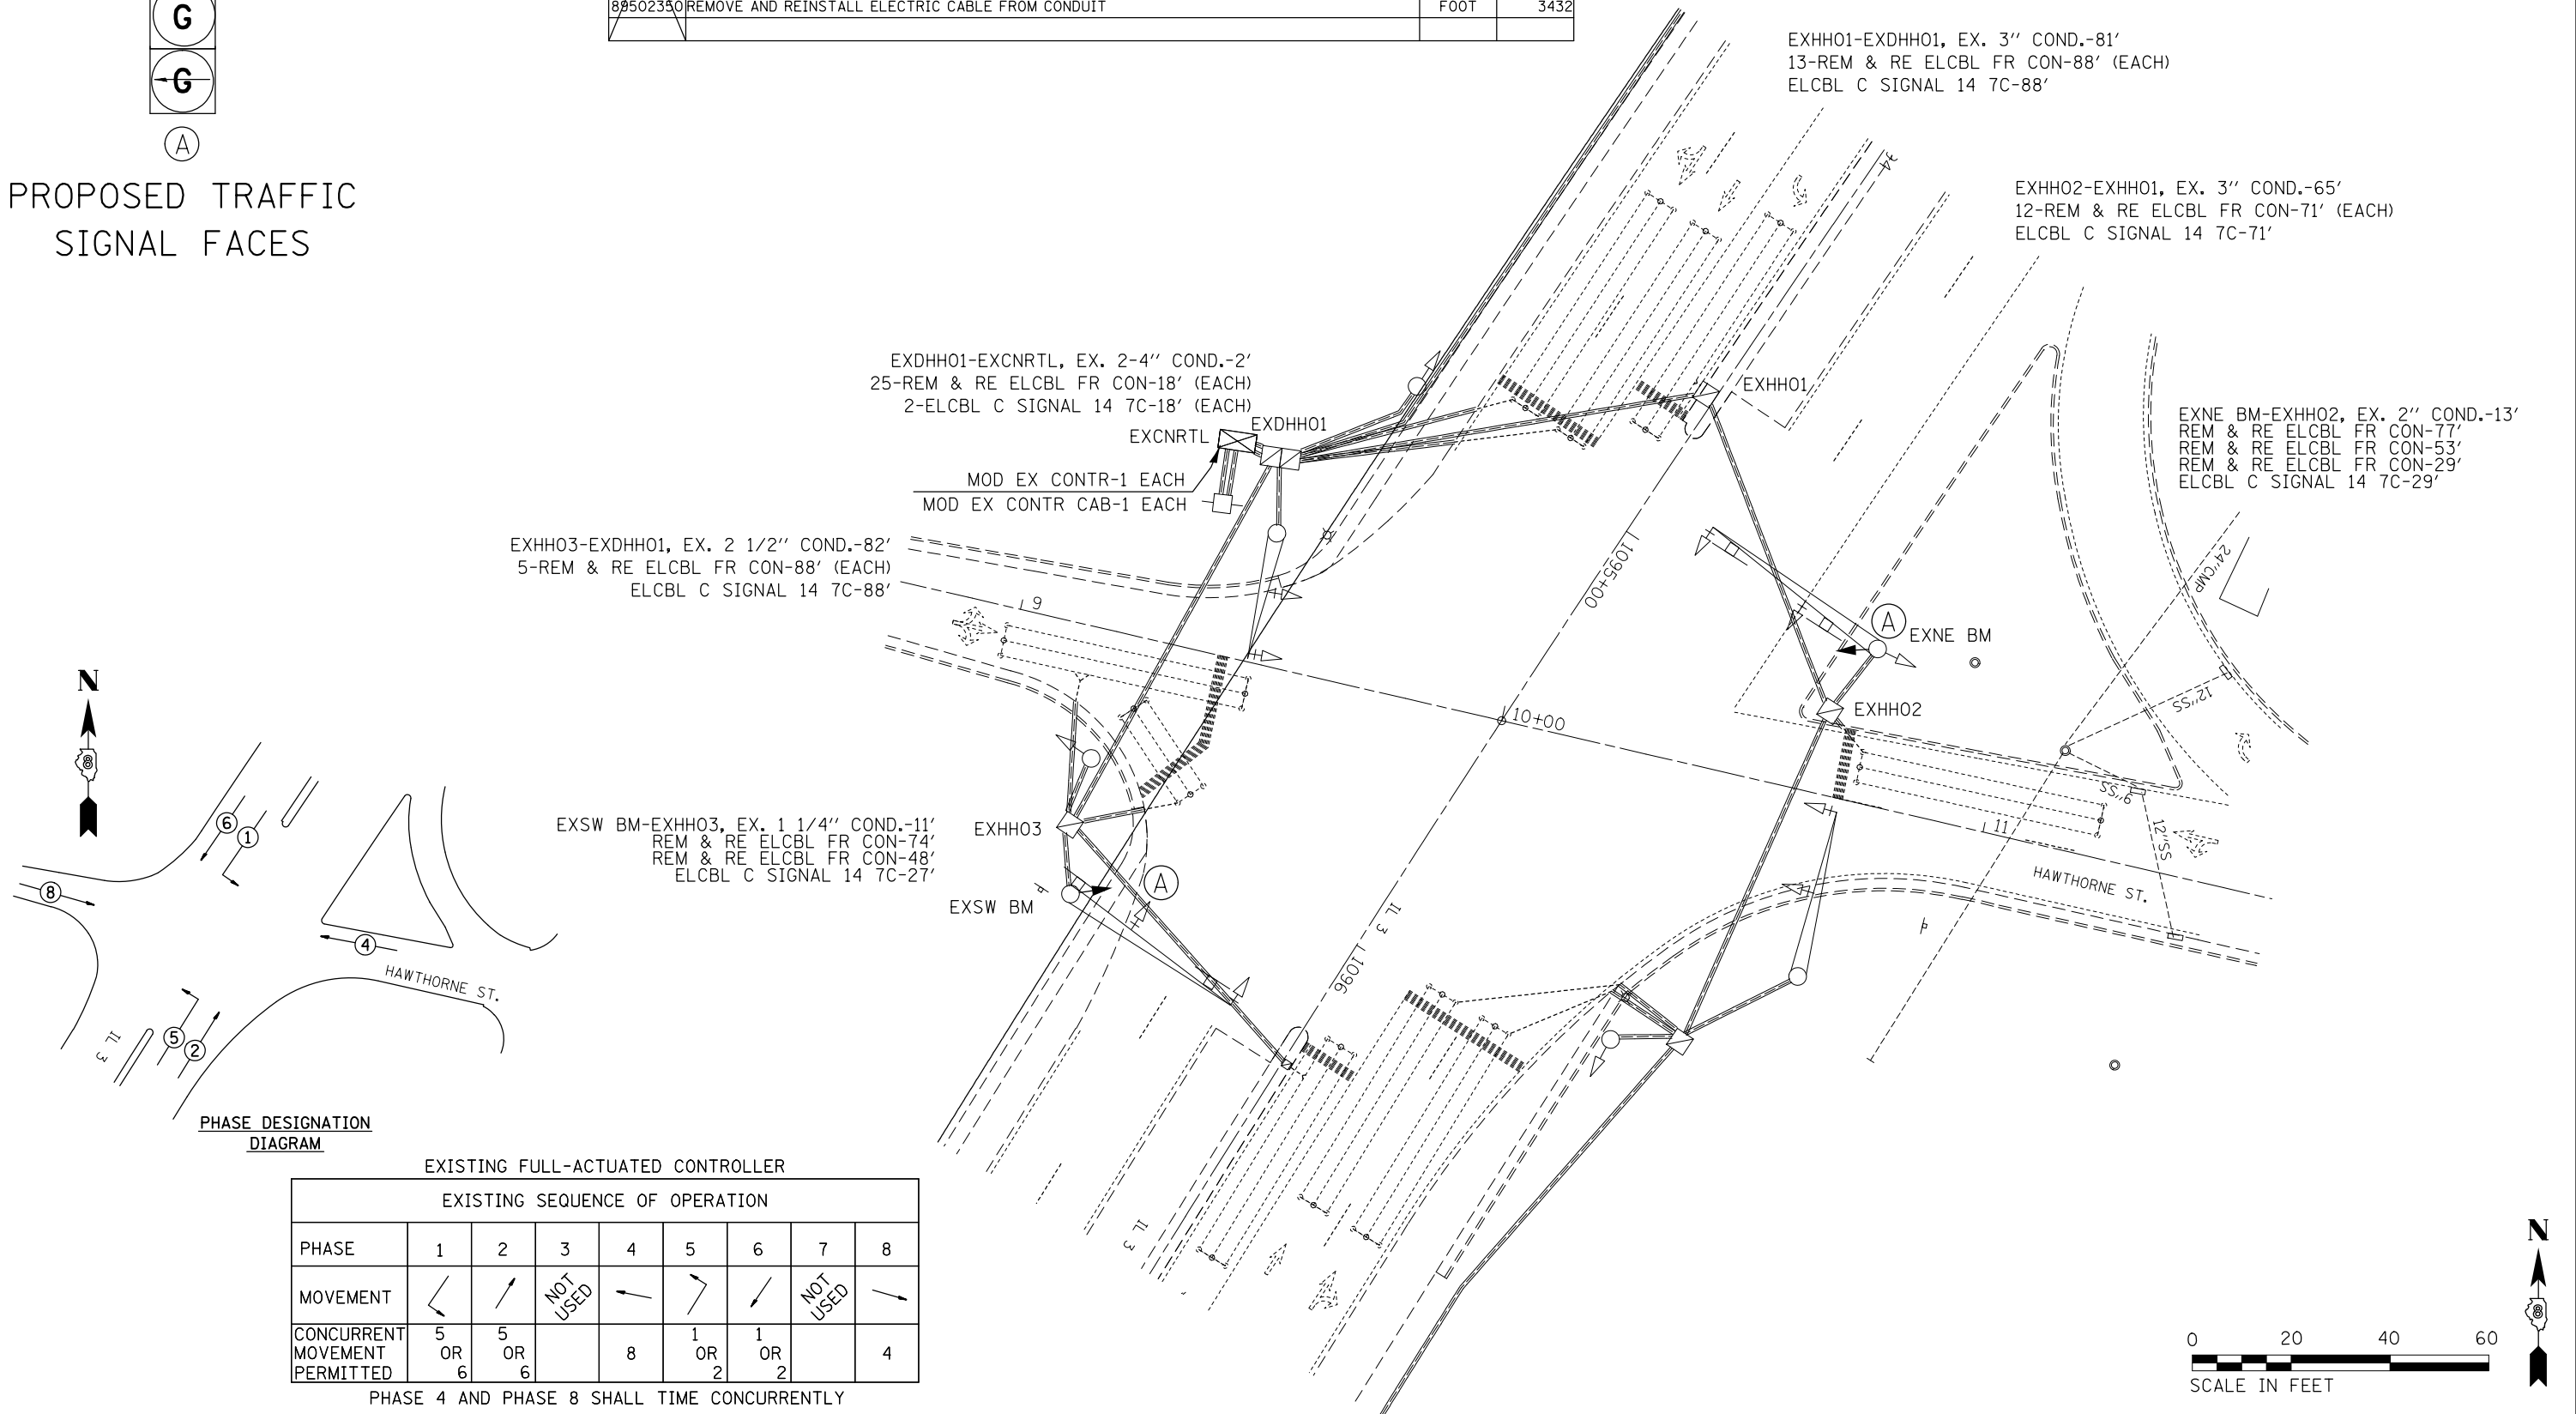 G
89502350 REMOVE AND REINSTALL ELECTRIC CABLE FROM CONDUIT FOOT 3432
G
A
PROPOSED TRAFFIC
SIGNAL FACES
EXHH01-EXDHH01, EX. 3'' COND.-81'
13-REM & RE ELCBL FR CON-88' (EACH)
ELCBL C SIGNAL 14 7C-88'
EXHH02-EXHH01, EX. 3'' COND.-65'
12-REM & RE ELCBL FR CON-71' (EACH)
ELCBL C SIGNAL 14 7C-71'
EXDHH01-EXCNRTL, EX. 2-4'' COND.-2'
25-REM & RE ELCBL FR CON-18' (EACH)
2-ELCBL C SIGNAL 14 7C-18' (EACH)
EXHH01
EXCNRTL
EXDHH01
MOD EX CONTR-1 EACH
MOD EX CONTR CAB-1 EACH
EXNE BM-EXHH02, EX. 2'' COND.-13'
REM & RE ELCBL FR CON-77'
REM & RE ELCBL FR CON-53'
REM & RE ELCBL FR CON-29'
ELCBL C SIGNAL 14 7C-29'
EXHH03-EXDHH01, EX. 2 1/2'' COND.-82'
5-REM & RE ELCBL FR CON-88' (EACH)
ELCBL C SIGNAL 14 7C-88'
24''CMP
1095+00
9
A
EXNE BM
12''SS
EXHH02
10+00
9''SS
12''SS
11
HAWTHORNE ST.
EXSW BM-EXHH03, EX. 1 1/4'' COND.-11'
REM & RE ELCBL FR CON-74'
REM & RE ELCBL FR CON-48'
ELCBL C SIGNAL 14 7C-27'
EXHH03
A
EXSW BM
IL 3
1096
IL 3
N
8
6
1
8
4
HAWTHORNE ST.
5
2
IL 3
PHASE DESIGNATION
DIAGRAM
EXISTING FULL-ACTUATED CONTROLLER
EXISTING SEQUENCE OF OPERATION
PHASE 1 2 3 4 5 6 7 8
MOVEMENT NOT USED NOT USED
CONCURRENT 5 5 1 1
MOVEMENT OR OR 8 OR OR 4
PERMITTED 6 6 2 2
PHASE 4 AND PHASE 8 SHALL TIME CONCURRENTLY
N
8
0 20 40 60
SCALE IN FEET